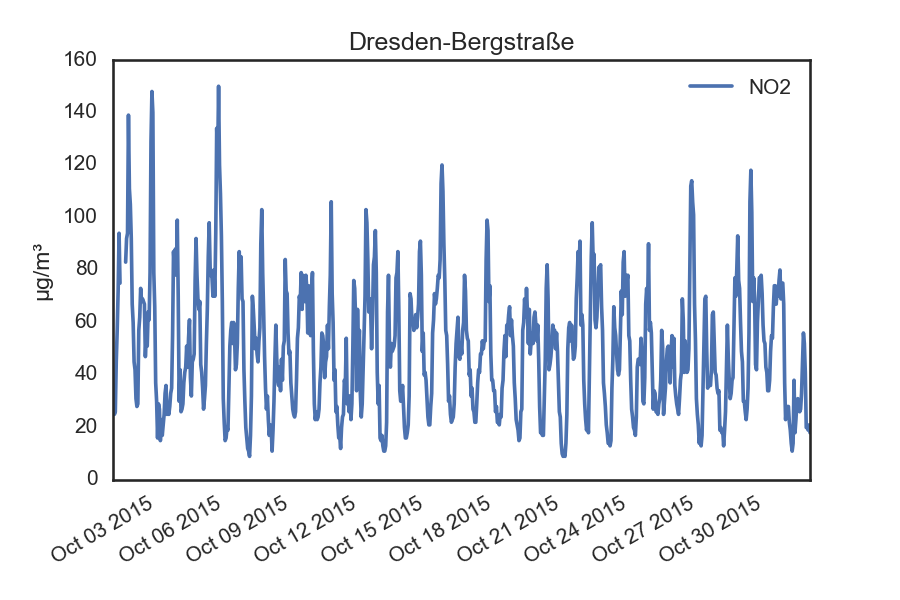 Dresden-Bergstraße
160
140
120
100
80
60
40
20
0
µg/m³
NO2
Oct 03 2015
Oct 06 2015
Oct 09 2015
Oct 12 2015
Oct 15 2015
Oct 18 2015
Oct 21 2015
Oct 24 2015
Oct 27 2015
Oct 30 2015